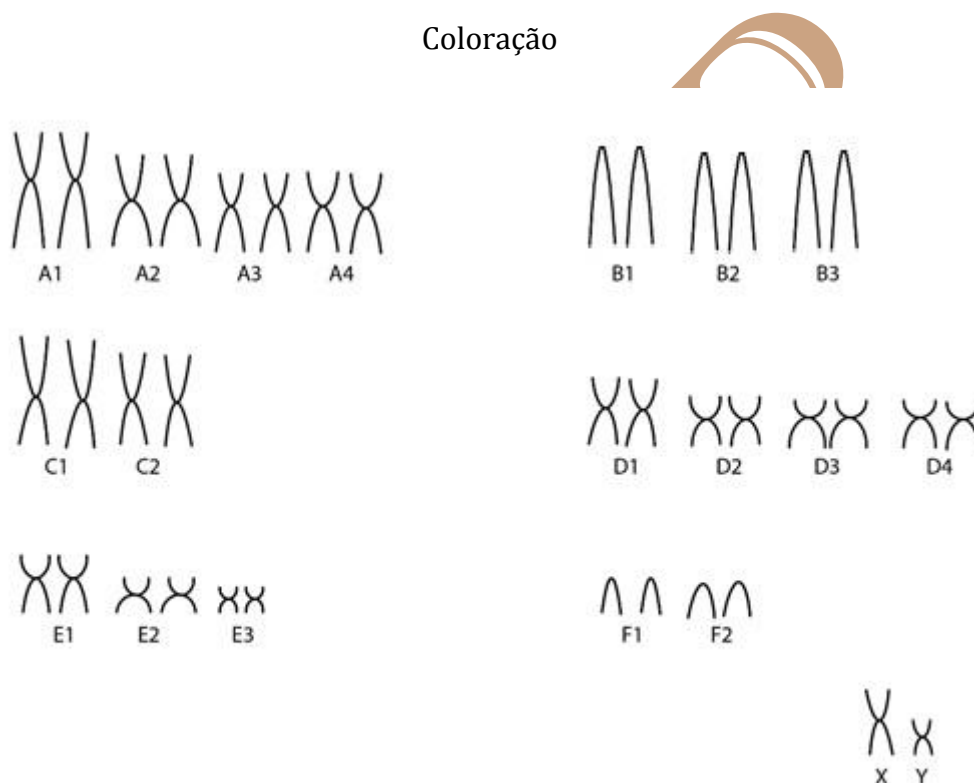 Coloração
A1 A2 A3 A4 B1 B2 B3
C1 C2 D1 D2 D3 D4
E1 E2 E3 F1 F2
X Y